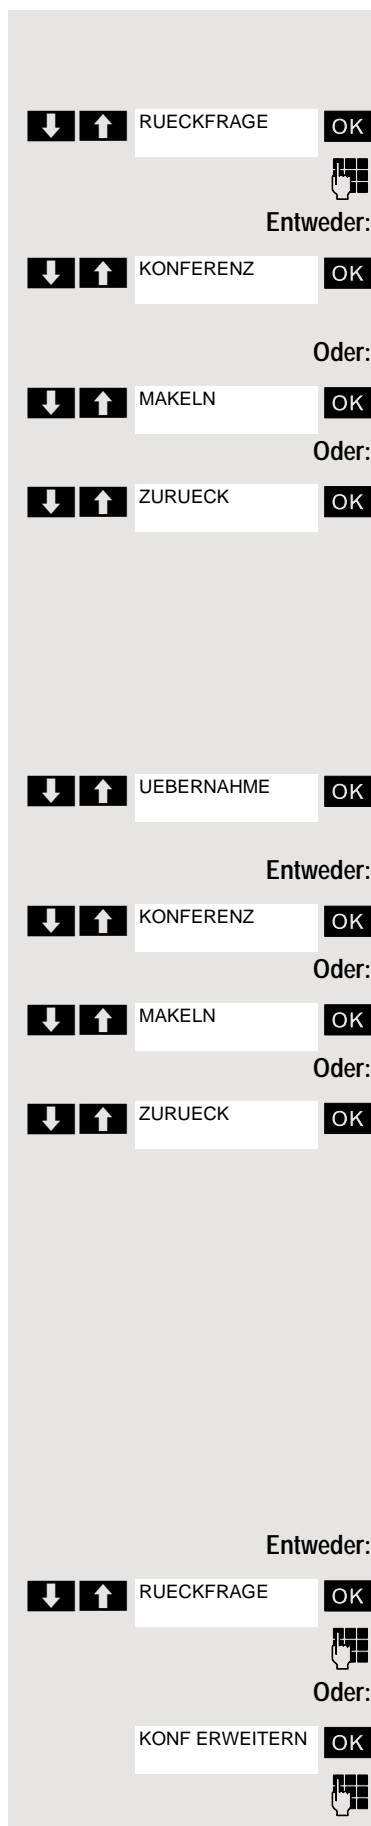 RUECKFRAGE OK
Entweder:
KONFERENZ OK
Oder:
MAKELN OK
Oder:
ZURUECK OK
UEBERNAHME OK
Entweder:
KONFERENZ OK
Oder:
MAKELN OK
Oder:
ZURUECK OK
Entweder:
RUECKFRAGE OK
Oder:
KONF ERWEITERN OK